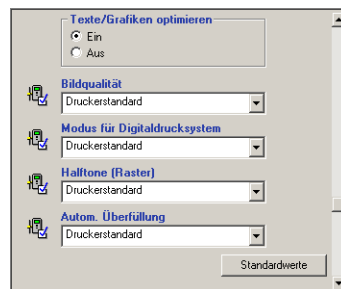 Texte/Grafiken optimieren
Ein
Aus
Bildqualität
Druckerstandard
Modus für Digitaldrucksystem
Druckerstandard
Halftone (Raster)
Druckerstandard
Autom. Überfüllung
Druckerstandard
Standardwerte